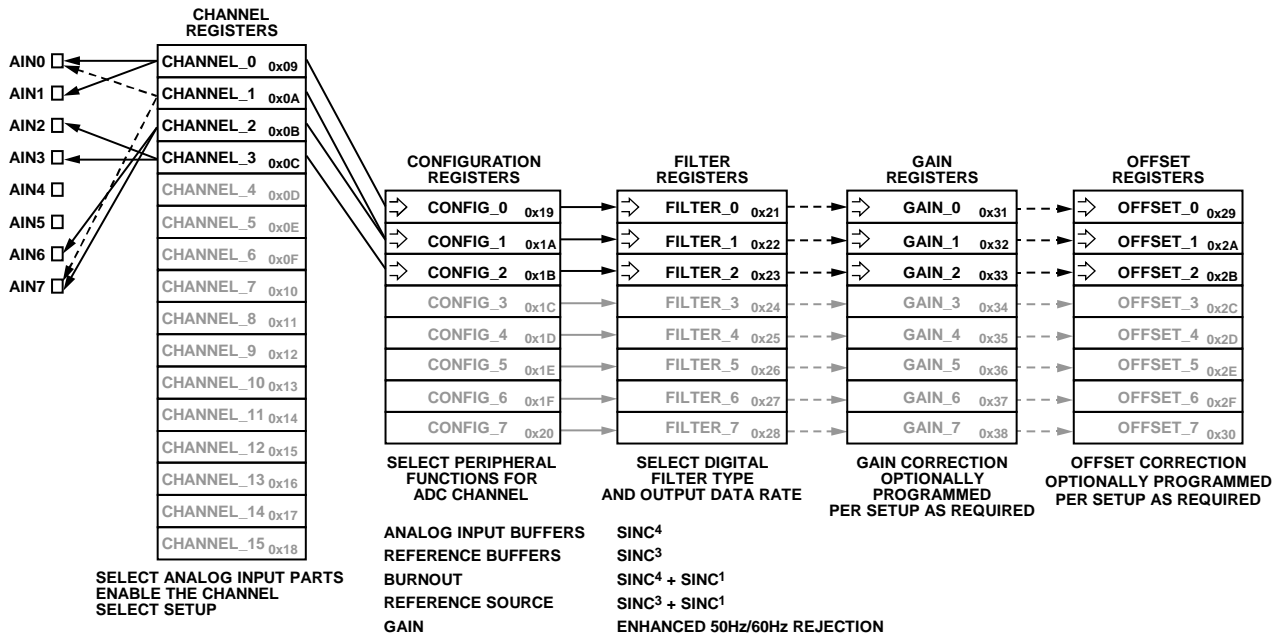 CHANNEL
REGISTERS
AIN0
AIN1
AIN2
AIN3
AIN4
AIN5
AIN6
AIN7
CHANNEL_0 0x09
CHANNEL_1 0x0A
CHANNEL_2 0x0B
CHANNEL_3 0x0C
CHANNEL_4 0x0D
CHANNEL_5 0x0E
CHANNEL_6 0x0F
CHANNEL_7 0x10
CHANNEL_8 0x11
CHANNEL_9 0x12
CHANNEL_10 0x13
CHANNEL_11 0x14
CHANNEL_12 0x15
CHANNEL_13 0x16
CHANNEL_14 0x17
CHANNEL_15 0x18
SELECT ANALOG INPUT PARTS
ENABLE THE CHANNEL
SELECT SETUP
CONFIGURATION
REGISTERS
CONFIG_0 0x19
CONFIG_1 0x1A
CONFIG_2 0x1B
CONFIG_3 0x1C
CONFIG_4 0x1D
CONFIG_5 0x1E
CONFIG_6 0x1F
CONFIG_7 0x20
SELECT PERIPHERAL
FUNCTIONS FOR
ADC CHANNEL
ANALOG INPUT BUFFERS
REFERENCE BUFFERS
BURNOUT
REFERENCE SOURCE
GAIN
FILTER
REGISTERS
FILTER_0 0x21
FILTER_1 0x22
FILTER_2 0x23
FILTER_3 0x24
FILTER_4 0x25
FILTER_5 0x26
FILTER_6 0x27
FILTER_7 0x28
SELECT DIGITAL
FILTER TYPE
AND OUTPUT DATA RATE
SINC⁴
SINC³
SINC⁴ + SINC¹
SINC³ + SINC¹
ENHANCED 50Hz/60Hz REJECTION
GAIN
REGISTERS
GAIN_0 0x31
GAIN_1 0x32
GAIN_2 0x33
GAIN_3 0x34
GAIN_4 0x35
GAIN_5 0x36
GAIN_6 0x37
GAIN_7 0x38
GAIN CORRECTION
OPTIONALLY
PROGRAMMED
PER SETUP AS REQUIRED
OFFSET
REGISTERS
OFFSET_0 0x29
OFFSET_1 0x2A
OFFSET_2 0x2B
OFFSET_3 0x2C
OFFSET_4 0x2D
OFFSET_5 0x2E
OFFSET_6 0x2F
OFFSET_7 0x30
OFFSET CORRECTION
OPTIONALLY PROGRAMMED
PER SETUP AS REQUIRED